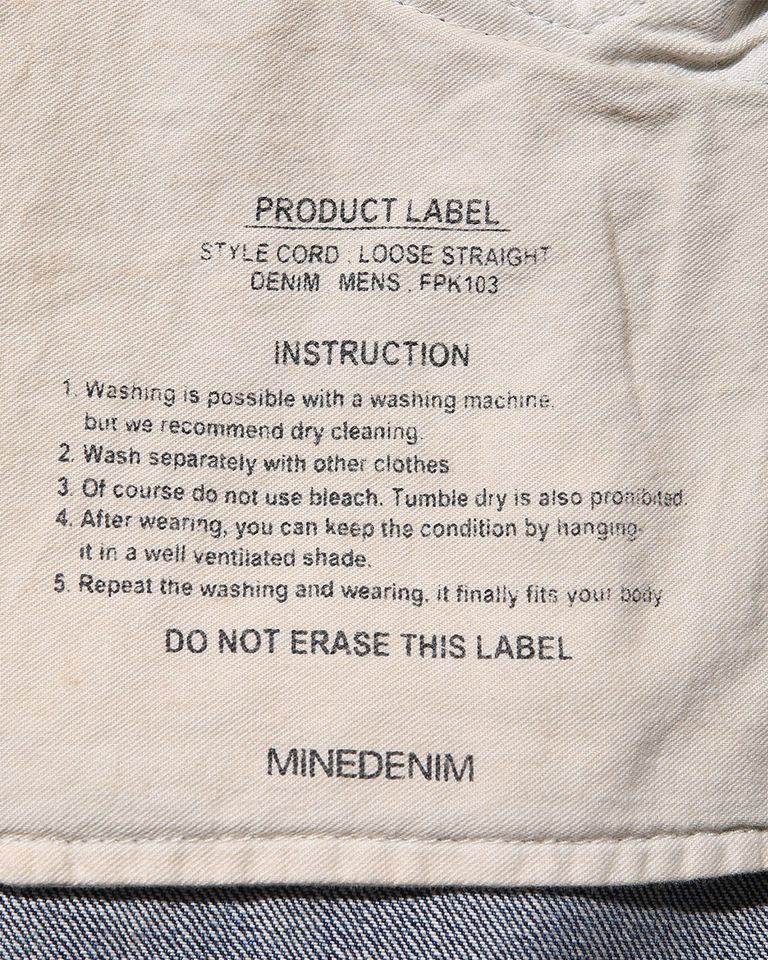 PRODUCT LABEL
STYLE CORD . LOOSE STRAIGHT
DENIM MENS . FPK103
INSTRUCTION
1. Washing is possible with a washing machine.
but we recommend dry cleaning.
2. Wash separately with other clothes
3. Of course do not use bleach. Tumble dry is also prohibited.
4. After wearing, you can keep the condition by hanging
it in a well ventilated shade.
5. Repeat the washing and wearing, it finally fits your body
DO NOT ERASE THIS LABEL
MINEDENIM